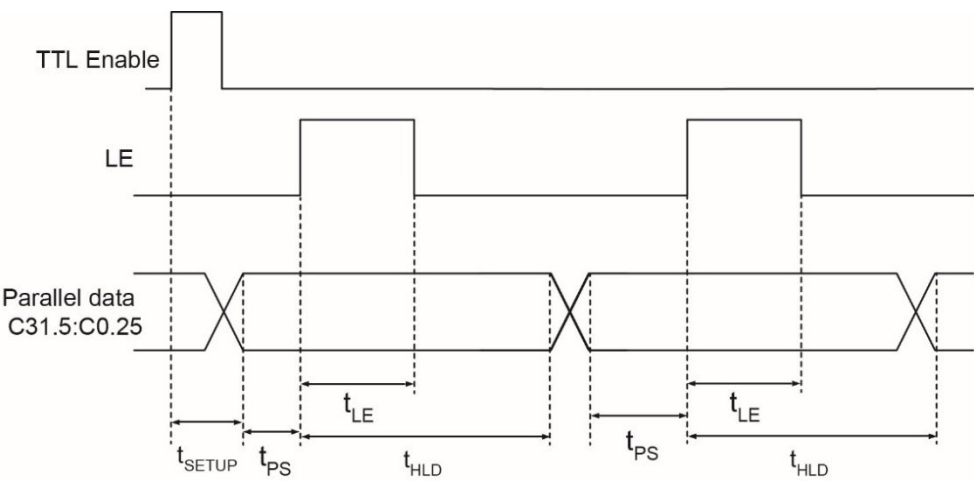 TTL Enable
LE
Parallel data
C31.5:C0.25
tLE
tLE
tSETUP
tPS
tHLD
tPS
tHLD